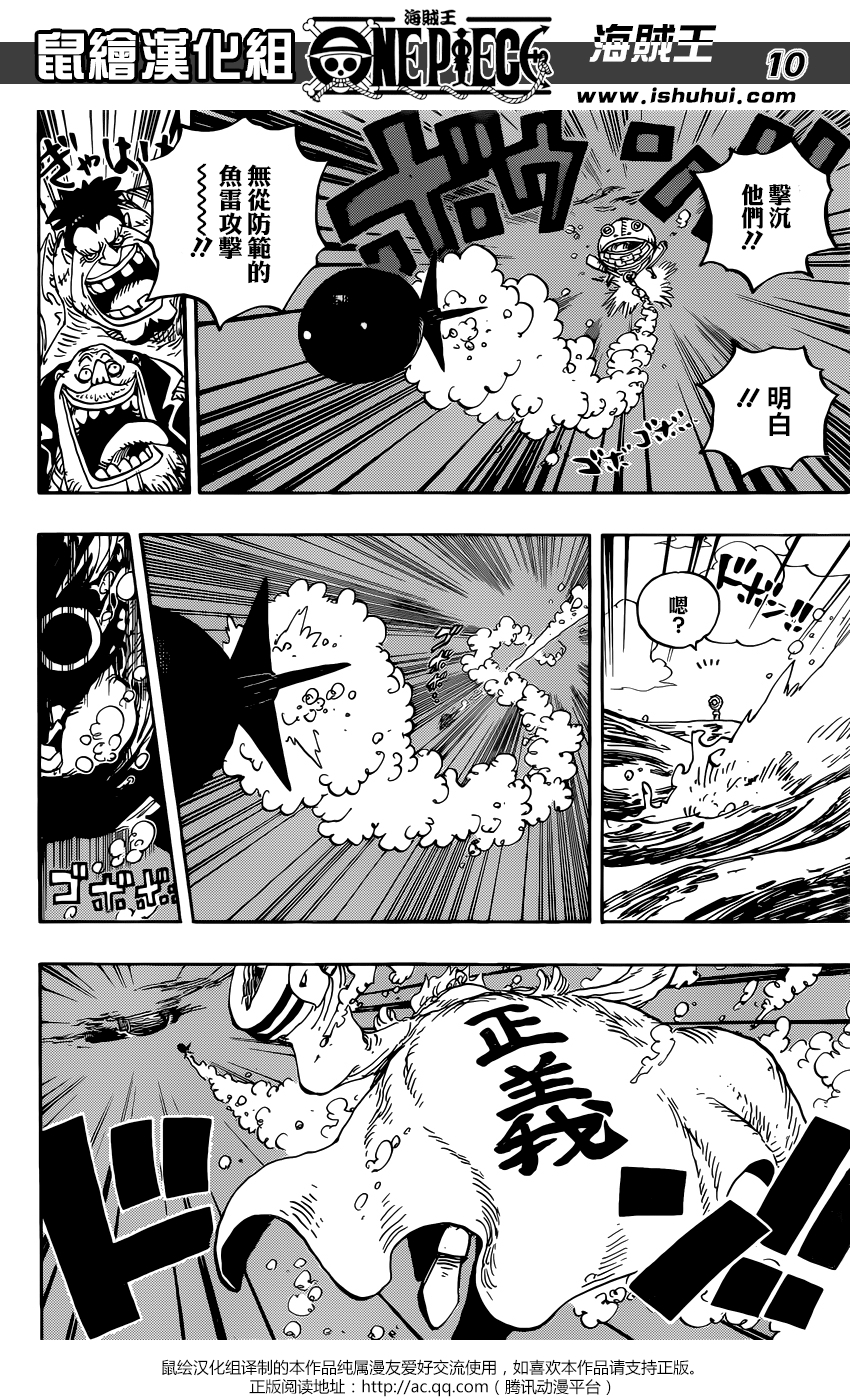 鼠繪漢化組
海賊王
ONE PIECE
海賊王
10
www.ishuhui.com
擊沉
他們!!
明白
!!
ゴボゴボ
無從防範的
魚雷攻擊
～～～～!!
ぎゃはは
ドボォン!!
嗯?
ゴボボボ
正義
ド
鼠绘汉化组译制的本作品纯属漫友爱好交流使用，如喜欢本作品请支持正版。
正版阅读地址：http://ac.qq.com（腾讯动漫平台）